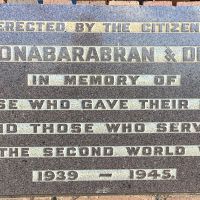 ERECTED BY THE CITIZEN
ONABARABRAN & D
IN MEMORY OF
SE WHO GAVE THEIR
ND THOSE WHO SERV
THE SECOND WORLD W
1939 - 1945.